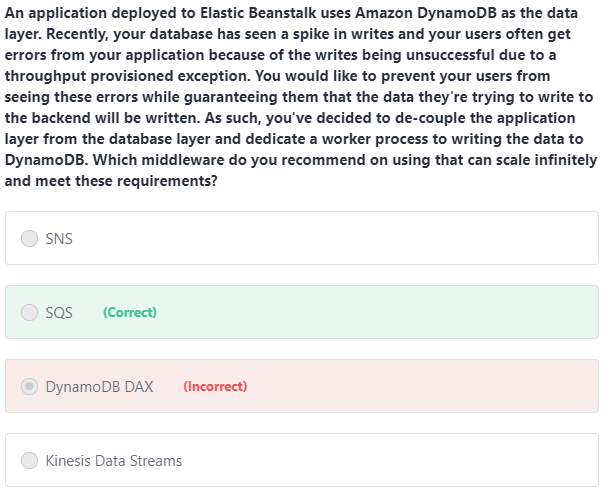 An application deployed to Elastic Beanstalk uses Amazon DynamoDB as the data
layer. Recently, your database has seen a spike in writes and your users often get
errors from your application because of the writes being unsuccessful due to a
throughput provisioned exception. You would like to prevent your users from
seeing these errors while guaranteeing them that the data they're trying to write to
the backend will be written. As such, you've decided to de-couple the application
layer from the database layer and dedicate a worker process to writing the data to
DynamoDB. Which middleware do you recommend on using that can scale infinitely
and meet these requirements?
SNS
SQS (Correct)
DynamoDB DAX (Incorrect)
Kinesis Data Streams